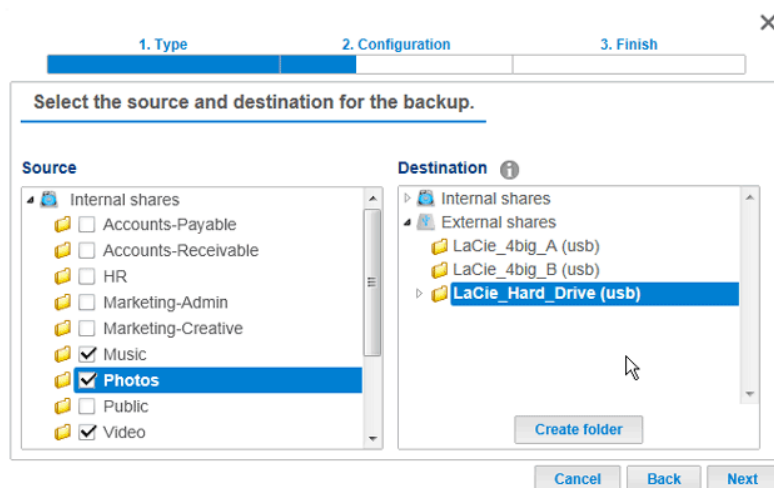 1. Type
2. Configuration
3. Finish
Select the source and destination for the backup.
Source
Internal shares
Accounts-Payable
Accounts-Receivable
HR
Marketing-Admin
Marketing-Creative
Music
Photos
Public
Video
Destination
Internal shares
External shares
LaCie_4big_A (usb)
LaCie_4big_B (usb)
LaCie_Hard_Drive (usb)
Create folder
Cancel
Back
Next